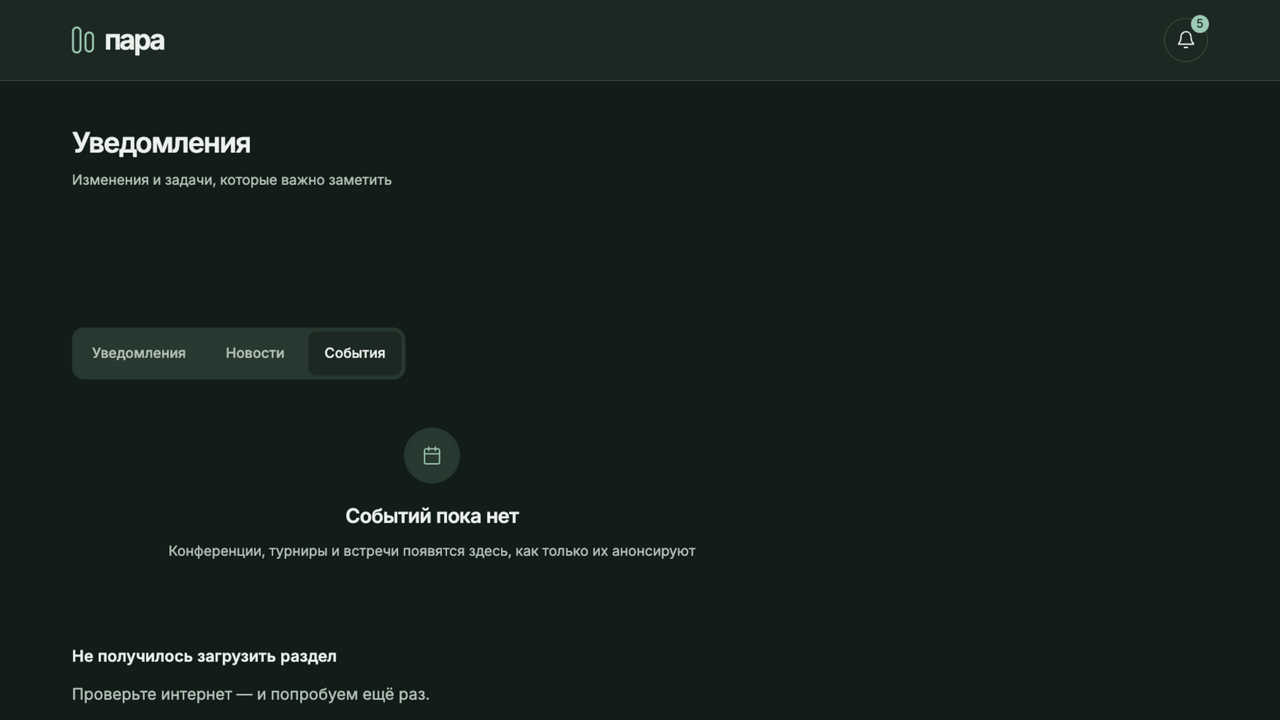 пара
5
Уведомления
Изменения и задачи, которые важно заметить
Уведомления
Новости
События
Событий пока нет
Конференции, турниры и встречи появятся здесь, как только их анонсируют
Не получилось загрузить раздел
Проверьте интернет — и попробуем ещё раз.